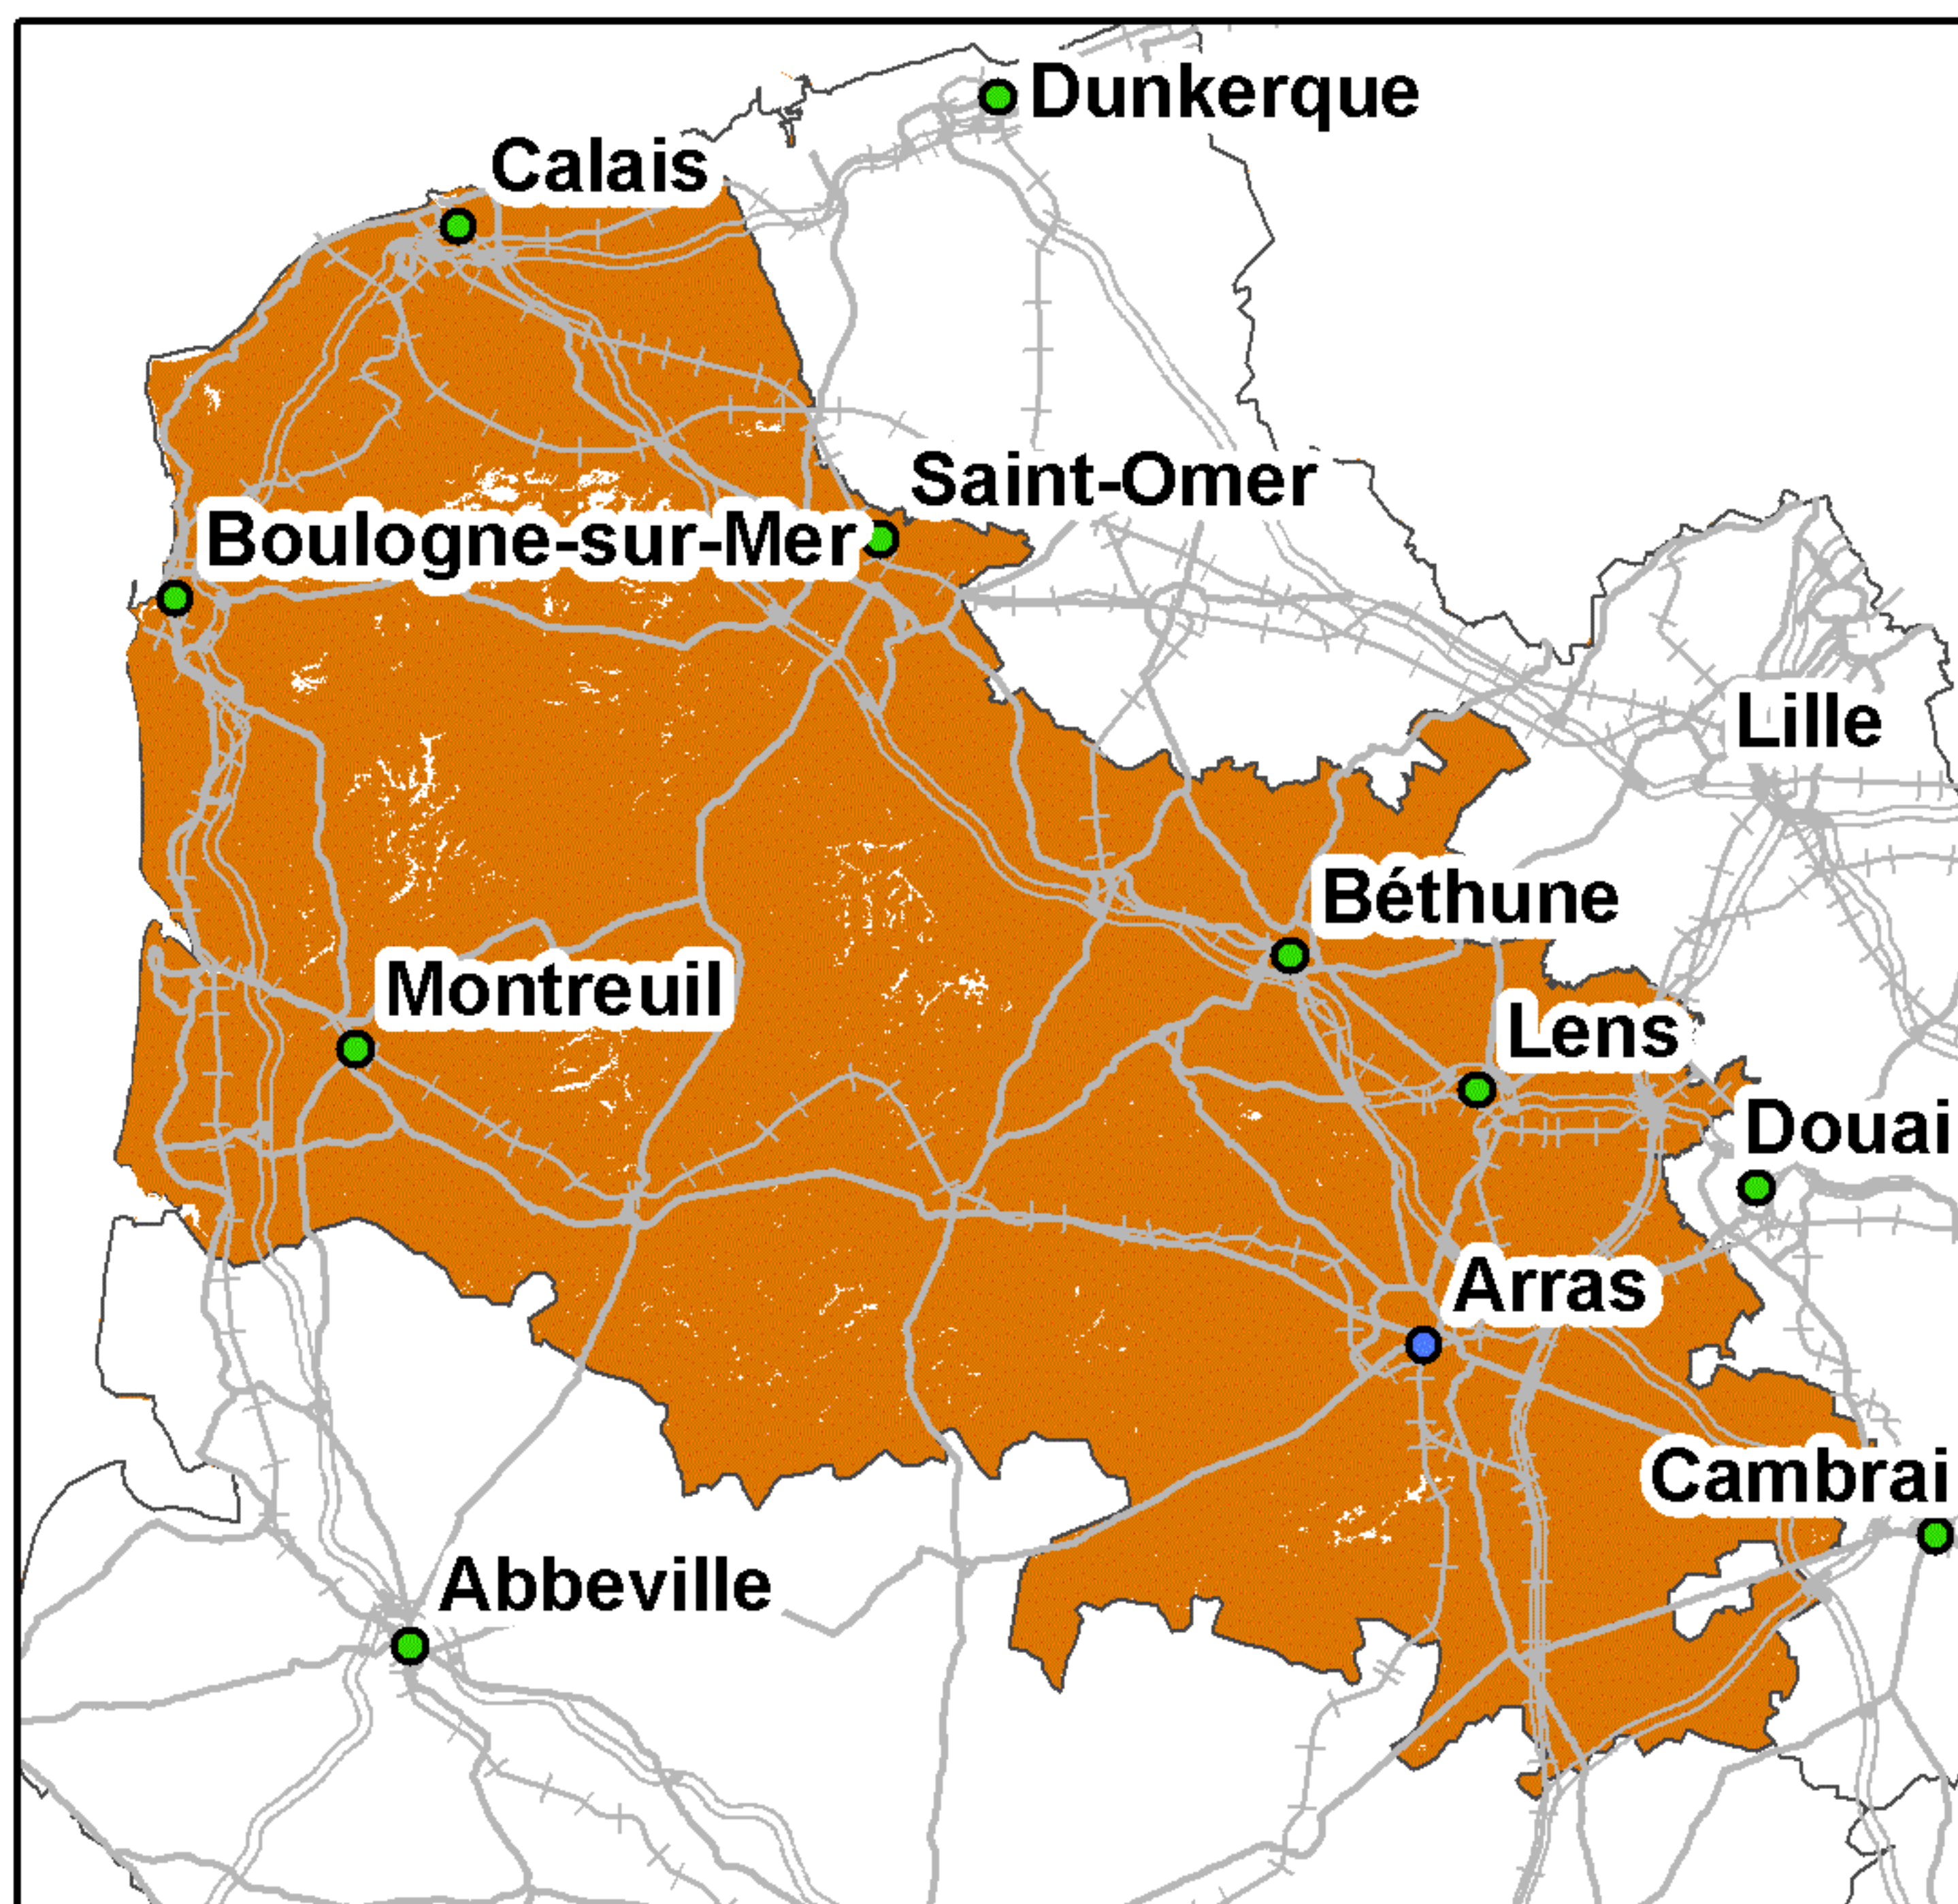 Dunkerque
Calais
Saint-Omer
Boulogne-sur-Mer
Lille
Béthune
Montreuil
Lens
Douai
Arras
Cambrai
Abbeville